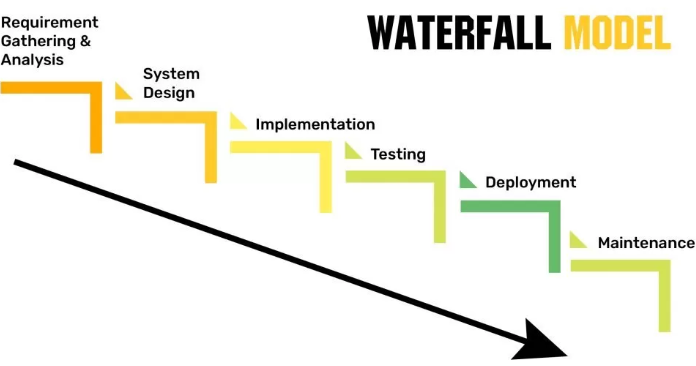 WATERFALL MODEL
Requirement
Gathering &
Analysis
System
Design
Implementation
Testing
Deployment
Maintenance